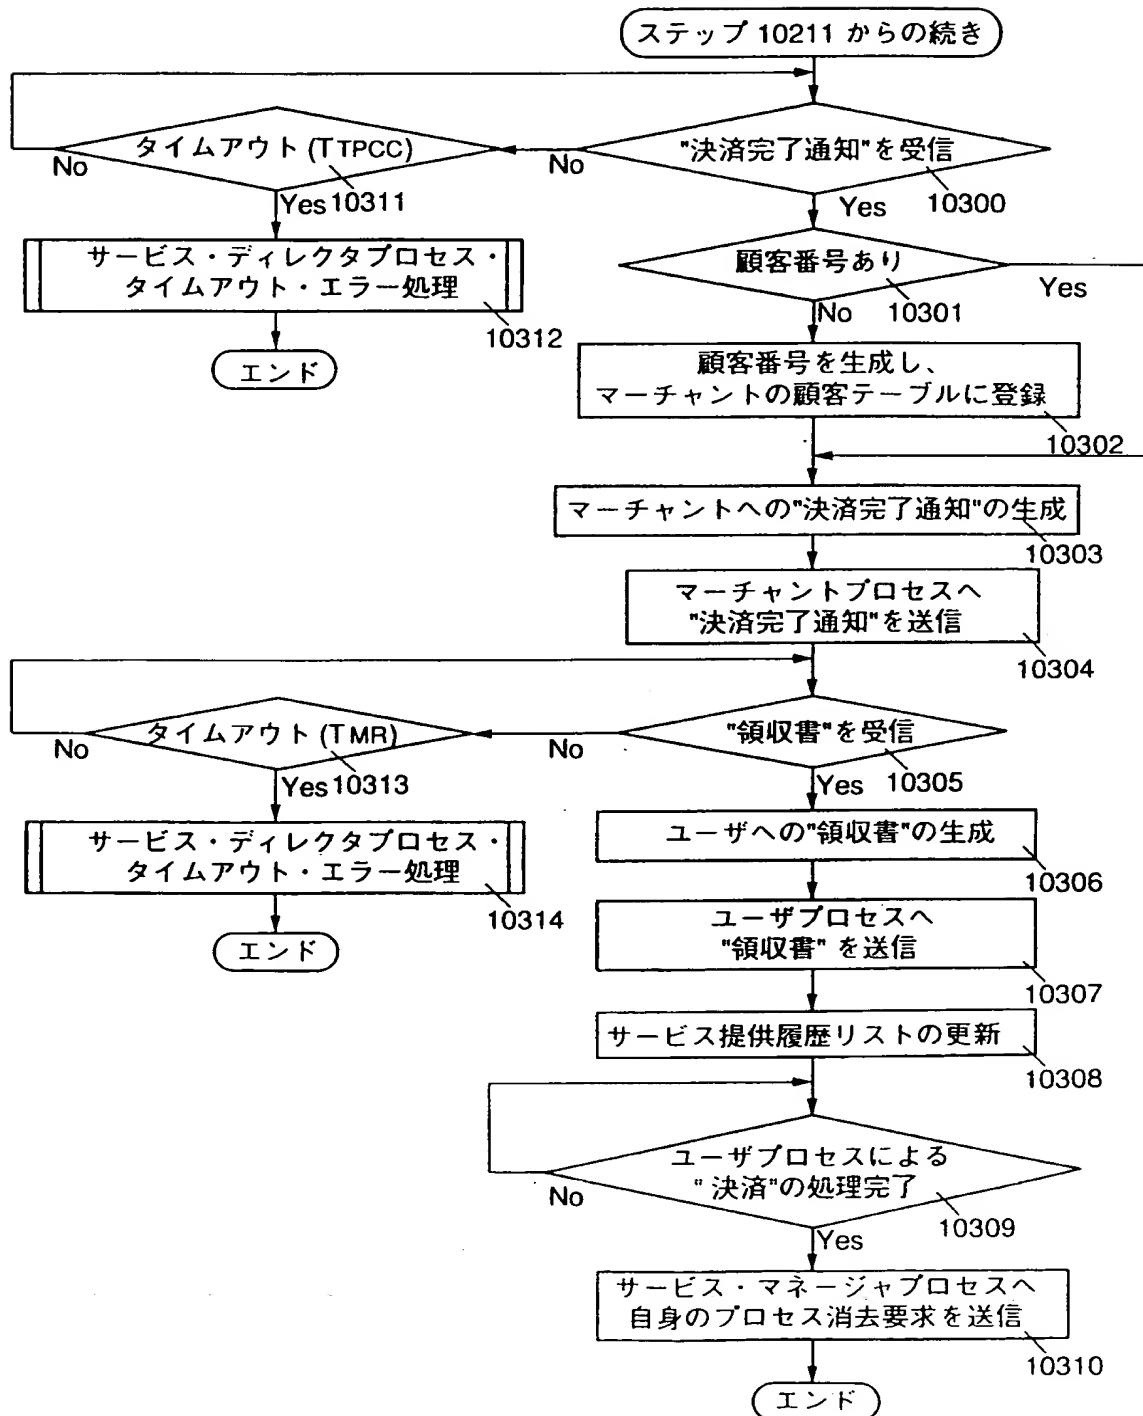 ステップ 10211 からの続き
タイムアウト (TTPCC)
No
Yes 10311
"決済完了通知"を受信
No
10300
Yes
サービス・ディレクタプロセス・
タイムアウト・エラー処理
10312
エンド
顧客番号あり
Yes
10301
No
顧客番号を生成し、
マーチャントの顧客テーブルに登録
10302
マーチャントへの"決済完了通知"の生成
10303
マーチャントプロセスへ
"決済完了通知"を送信
10304
タイムアウト (TMR)
No
Yes 10313
"領収書"を受信
No
10305
Yes
サービス・ディレクタプロセス・
タイムアウト・エラー処理
10314
エンド
ユーザへの"領収書"の生成
10306
ユーザプロセスへ
"領収書" を送信
10307
サービス提供履歴リストの更新
10308
ユーザプロセスによる
"決済"の処理完了
No
10309
Yes
サービス・マネージャプロセスへ
自身のプロセス消去要求を送信
10310
エンド